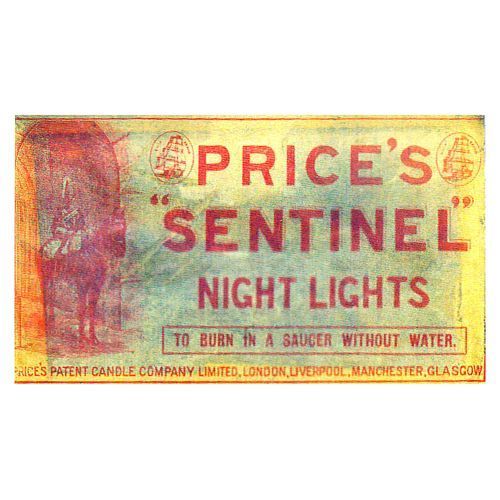 PRICE'S
"SENTINEL"
NIGHT LIGHTS
TO BURN IN A SAUCER WITHOUT WATER.
PRICE'S PATENT CANDLE COMPANY LIMITED, LONDON, LIVERPOOL, MANCHESTER, GLASGOW